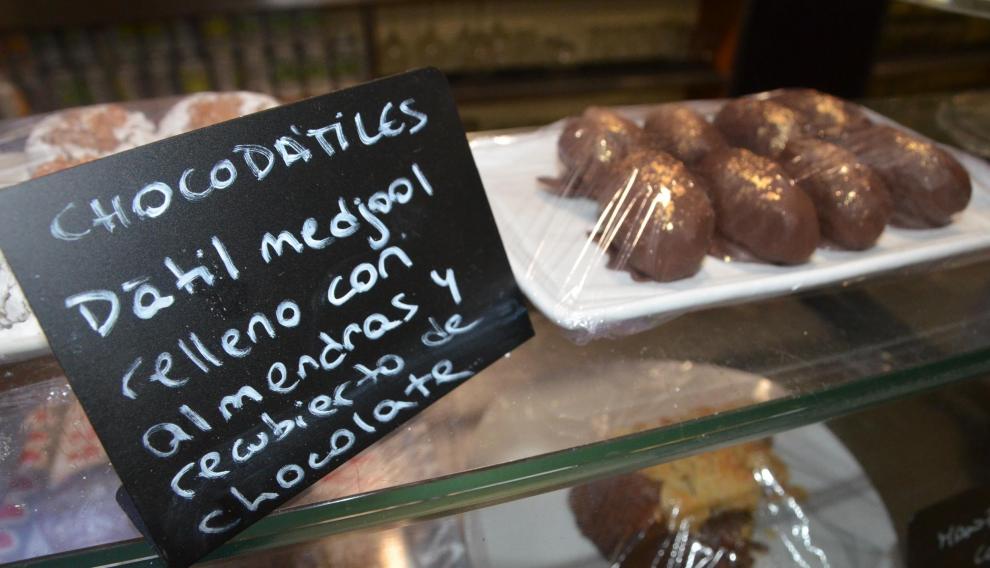 CHOCODÁTILES
Dátil medjool
relleno con
almendras y
recubierto de
chocolate